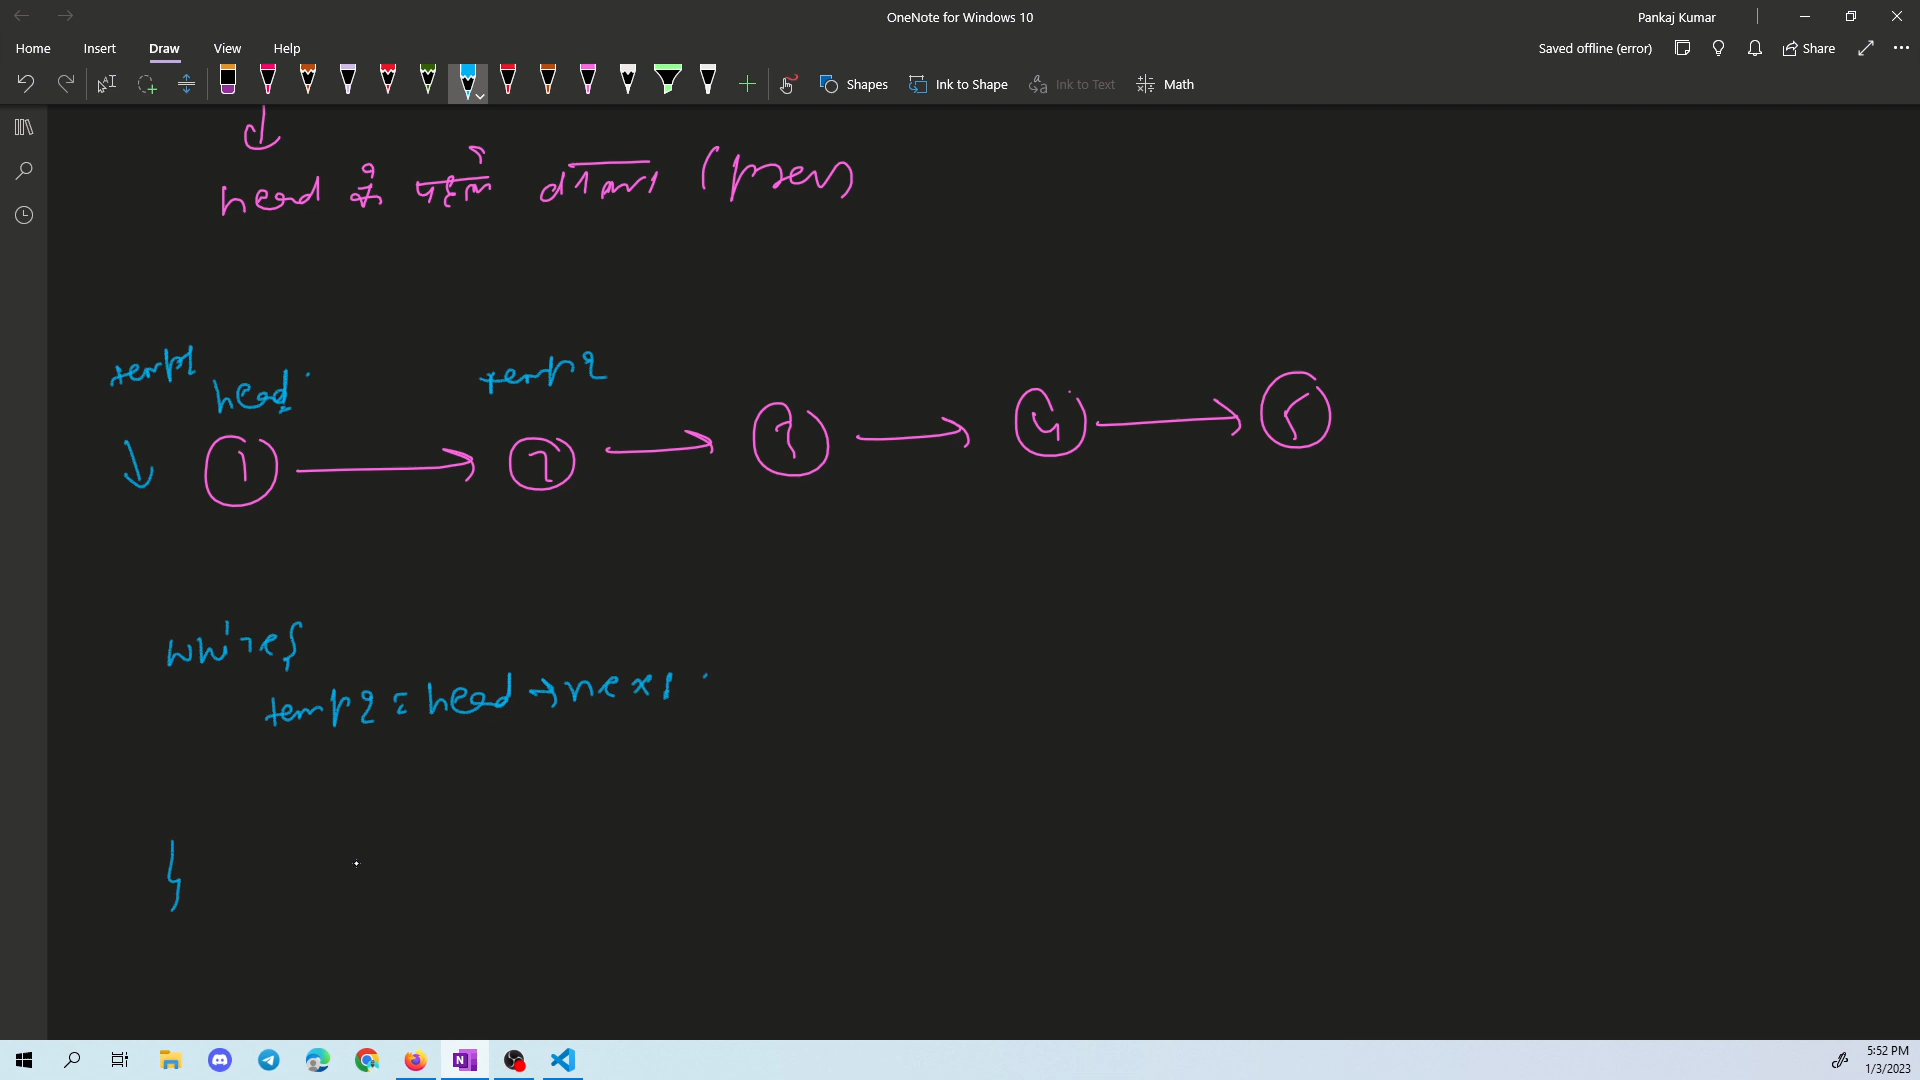 OneNote for Windows 10
Pankaj Kumar
Home Insert Draw View Help
Saved offline (error)
Share
Shapes
Ink to Shape
Ink to Text
Math
head (prev)
temp1
head
temp2
1 2 3 4 5
while{
temp2 = head → next
}
5:52 PM
1/3/2023